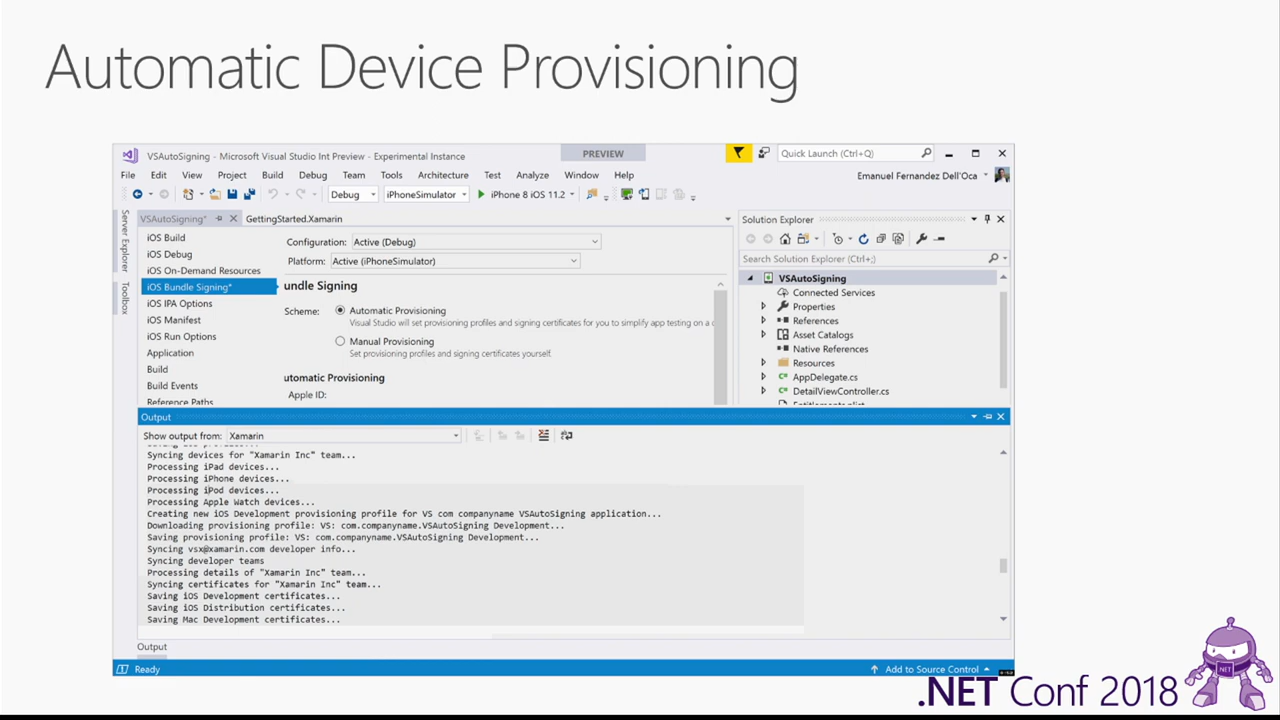 Automatic Device Provisioning
VSAutoSigning - Microsoft Visual Studio Int Preview - Experimental Instance
PREVIEW
Quick Launch (Ctrl+Q)
File Edit View Project Build Debug Team Tools Architecture Test Analyze Window Help
Emanuel Fernandez Dell'Oca
Debug iPhoneSimulator iPhone 8 iOS 11.2
Server Explorer
Toolbox
VSAutoSigning* GettingStarted.Xamarin
iOS Build
iOS Debug
iOS On-Demand Resources
iOS Bundle Signing*
iOS IPA Options
iOS Manifest
iOS Run Options
Application
Build
Build Events
Reference Paths
Configuration: Active (Debug)
Platform: Active (iPhoneSimulator)
undle Signing
Scheme: Automatic Provisioning
Visual Studio will set provisioning profiles and signing certificates for you to simplify app testing on a
Manual Provisioning
Set provisioning profiles and signing certificates yourself.
utomatic Provisioning
Apple ID:
Solution Explorer
Search Solution Explorer (Ctrl+;)
VSAutoSigning
Connected Services
Properties
References
Asset Catalogs
Native References
Resources
AppDelegate.cs
DetailViewController.cs
Entitlements.plist
Output
Show output from: Xamarin
Syncing devices for "Xamarin Inc" team...
Processing iPad devices...
Processing iPhone devices...
Processing iPod devices...
Processing Apple Watch devices...
Creating new iOS Development provisioning profile for VS com companyname VSAutoSigning application...
Downloading provisioning profile: VS: com.companyname.VSAutoSigning Development...
Saving provisioning profile: VS: com.companyname.VSAutoSigning Development...
Syncing vsx@xamarin.com developer info...
Syncing developer teams
Processing details of "Xamarin Inc" team...
Syncing certificates for "Xamarin Inc" team...
Saving iOS Development certificates...
Saving iOS Distribution certificates...
Saving Mac Development certificates...
Output
Ready
Add to Source Control
.NET Conf 2018
.NET